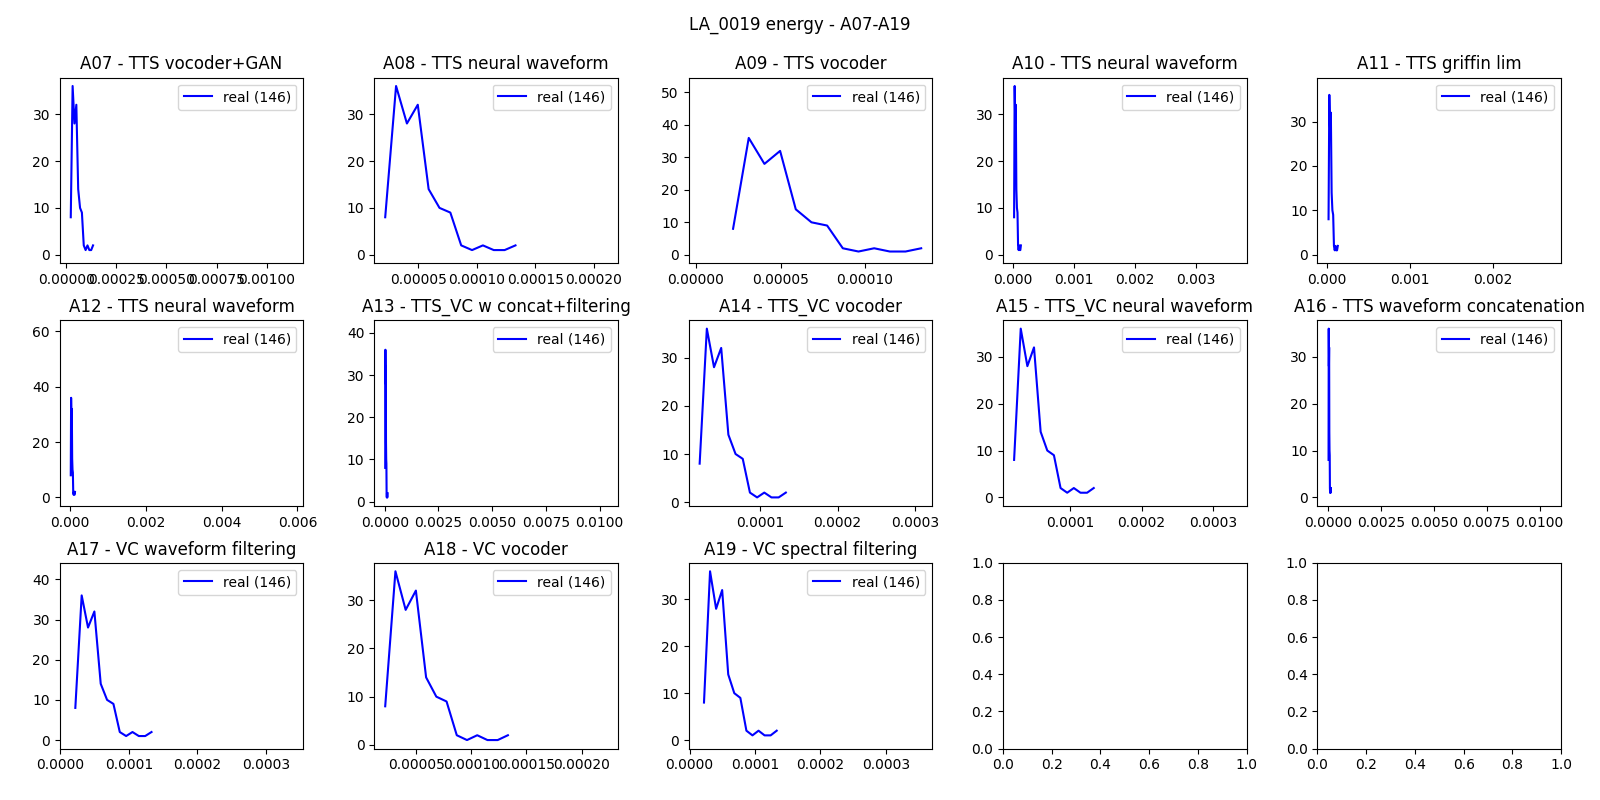 LA_0019 energy - A07-A19
A07 - TTS vocoder+GAN
real (146)
30
20
10
0
0.00000 0.00025 0.00050 0.00075 0.00100
A08 - TTS neural waveform
real (146)
30
20
10
0
0.00005 0.00010 0.00015 0.00020
A09 - TTS vocoder
real (146)
50
40
30
20
10
0
0.00000 0.00005 0.00010
A10 - TTS neural waveform
real (146)
30
20
10
0
0.000 0.001 0.002 0.003
A11 - TTS griffin lim
real (146)
30
20
10
0
0.000 0.001 0.002
A12 - TTS neural waveform
real (146)
60
40
20
0
0.000 0.002 0.004 0.006
A13 - TTS_VC w concat+filtering
real (146)
40
30
20
10
0
0.0000 0.0025 0.0050 0.0075 0.0100
A14 - TTS_VC vocoder
real (146)
30
20
10
0
0.0001 0.0002 0.0003
A15 - TTS_VC neural waveform
real (146)
30
20
10
0
0.0001 0.0002 0.0003
A16 - TTS waveform concatenation
real (146)
30
20
10
0
0.0000 0.0025 0.0050 0.0075 0.0100
A17 - VC waveform filtering
real (146)
40
30
20
10
0
0.0000 0.0001 0.0002 0.0003
A18 - VC vocoder
real (146)
30
20
10
0
0.00005 0.00010 0.00015 0.00020
A19 - VC spectral filtering
real (146)
30
20
10
0
0.0000 0.0001 0.0002 0.0003
1.0
0.8
0.6
0.4
0.2
0.0
0.0 0.2 0.4 0.6 0.8 1.0
1.0
0.8
0.6
0.4
0.2
0.0
0.0 0.2 0.4 0.6 0.8 1.0